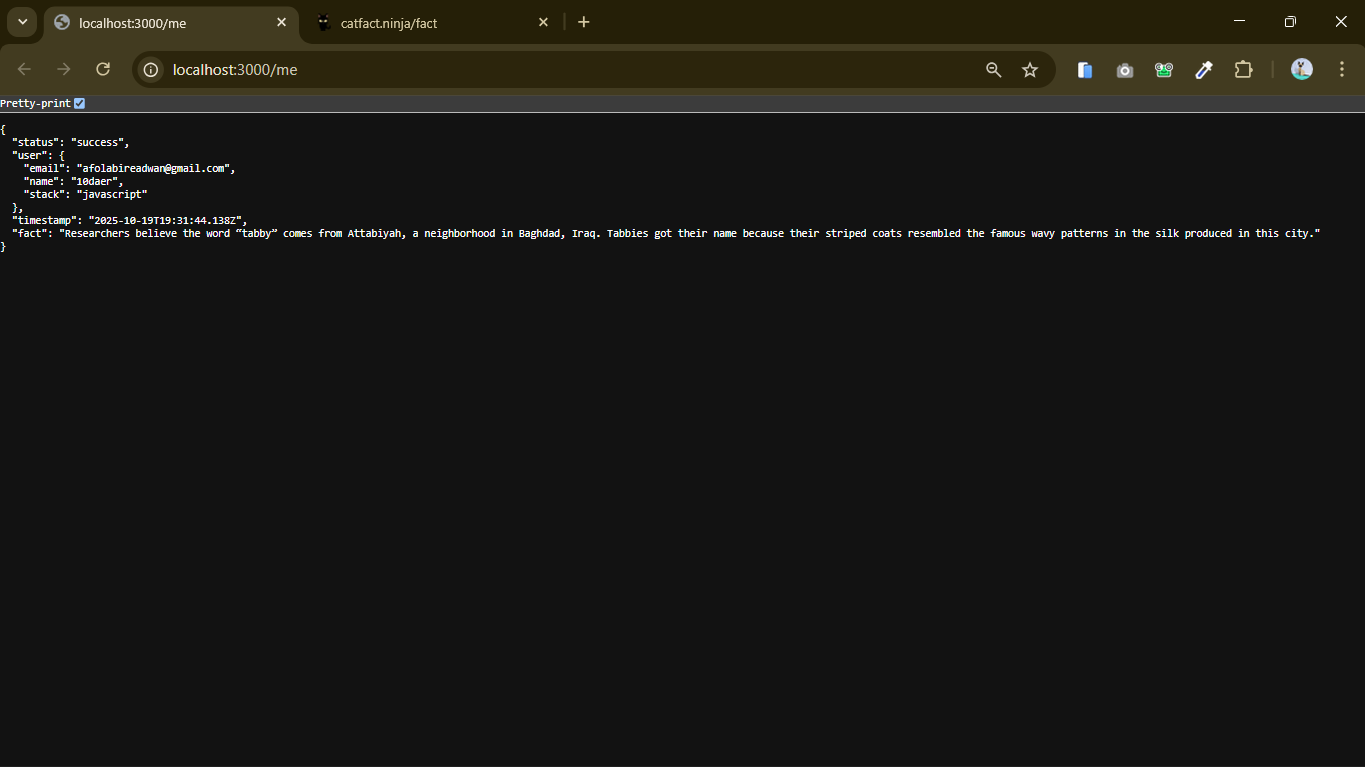 localhost:3000/me
catfact.ninja/fact
localhost:3000/me
Pretty-print
{
  "status": "success",
  "user": {
    "email": "afolabireadwan@gmail.com",
    "name": "10daer",
    "stack": "javascript"
  },
  "timestamp": "2025-10-19T19:31:44.138Z",
  "fact": "Researchers believe the word “tabby” comes from Attabiyah, a neighborhood in Baghdad, Iraq. Tabbies got their name because their striped coats resembled the famous wavy patterns in the silk produced in this city."
}